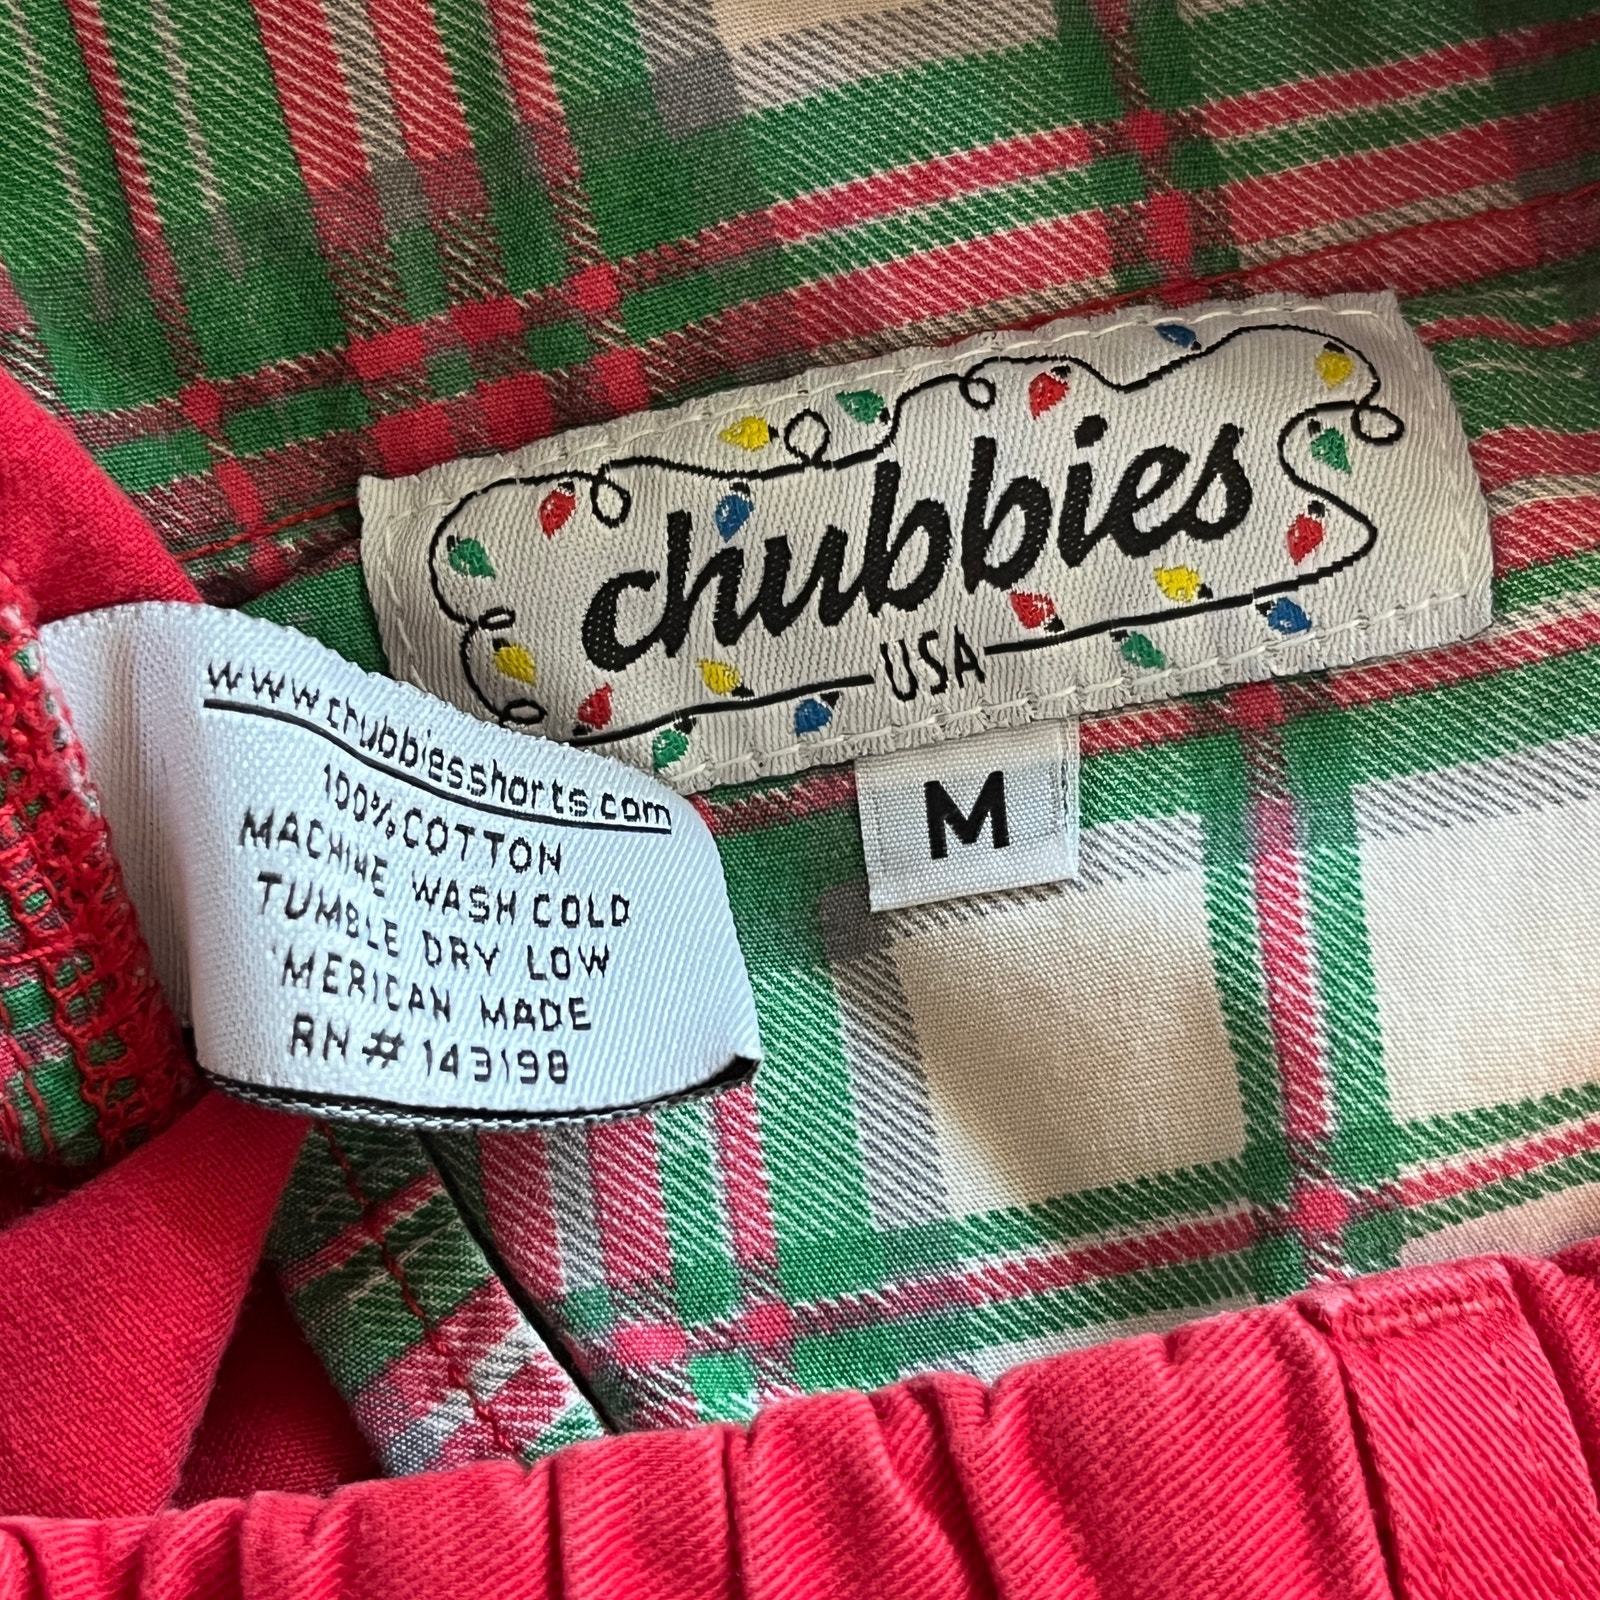 chubbies
USA
M
www.chubbiesshorts.com
100% COTTON
MACHINE WASH COLD
TUMBLE DRY LOW
'MERICAN MADE
RN# 143198